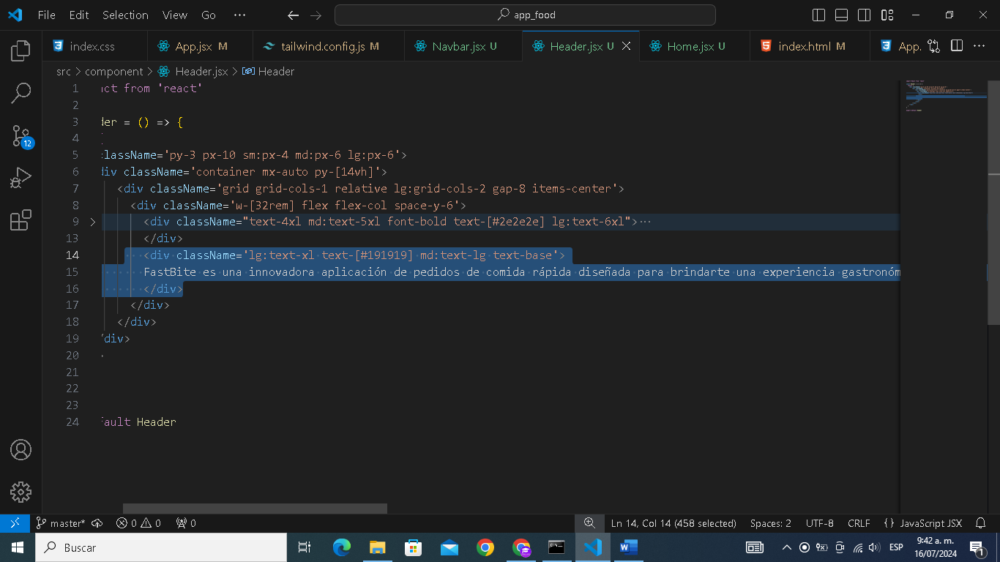 File Edit Selection View Go ··· app_food
index.css App.jsx M tailwind.config.js M Navbar.jsx U Header.jsx U Home.jsx U index.html M App.
src > component > Header.jsx > Header
1 ct from 'react'
2
3 der = () => {
4
5 lassName='py-3 px-10 sm:px-4 md:px-6 lg:px-6'>
6 div className='container mx-auto py-[14vh]'>
7 <div className='grid grid-cols-1 relative lg:grid-cols-2 gap-8 items-center'>
8 <div className='w-[32rem] flex flex-col space-y-6'>
9 <div className="text-4xl md:text-5xl font-bold text-[#2e2e2e] lg:text-6xl">···
13 </div>
14 <div className='lg:text-xl text-[#191919] md:text-lg text-base'>
15 FastBite es una innovadora aplicación de pedidos de comida rápida diseñada para brindarte una experiencia gastronóm
16 </div>
17 </div>
18 </div>
19 /div>
20
21
22
23
24 ault Header
12
master* 0 0 0 Ln 14, Col 14 (458 selected) Spaces: 2 UTF-8 CRLF {} JavaScript JSX
Buscar ESP 9:42 a. m.
16/07/2024 1